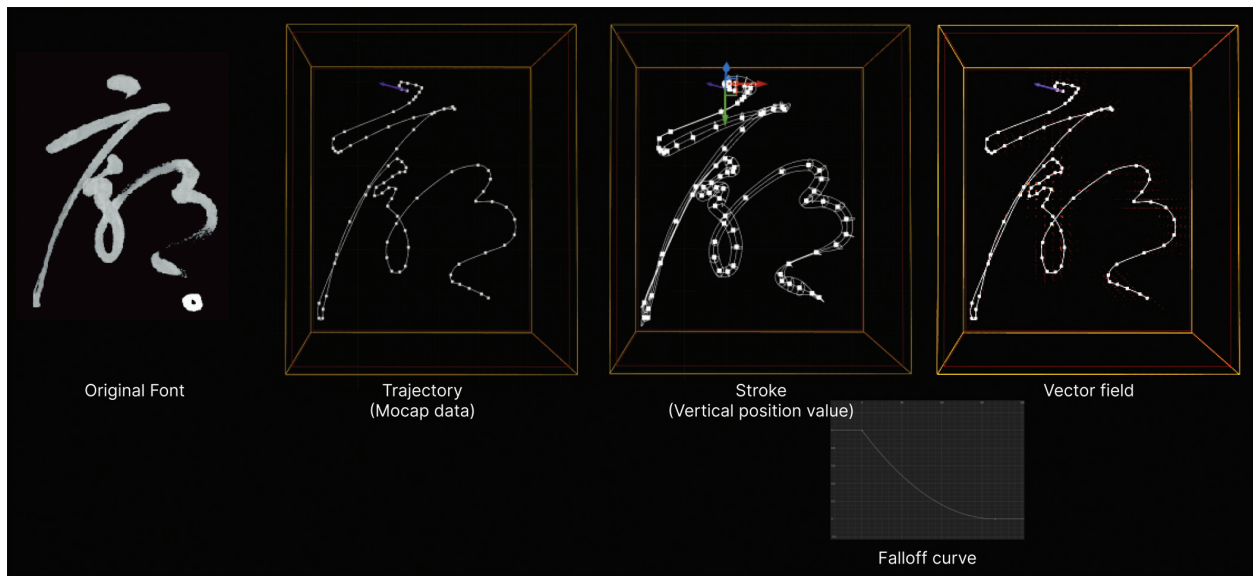 Original Font
Trajectory
(Mocap data)
Stroke
(Vertical position value)
Vector field
Falloff curve